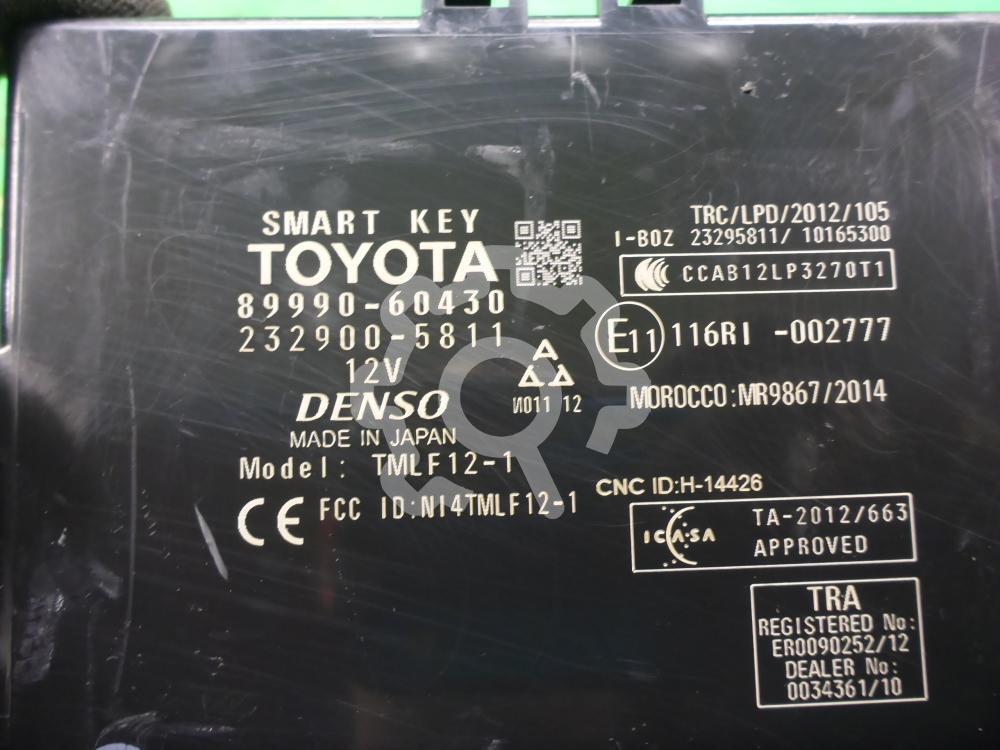 SMART KEY
TOYOTA
89990-60430
232900-5811
12V
DENSO
MADE IN JAPAN
Model: TMLF12-1
CE FCC ID:NI4TMLF12-1
И011 12
TRC/LPD/2012/105
I-BOZ 23295811/ 10165300
CCAB12LP3270T1
E11 116RI -002777
MOROCCO:MR9867/2014
CNC ID:H-14426
ICASA TA-2012/663
APPROVED
TRA
REGISTERED No:
ER0090252/12
DEALER No:
0034361/10